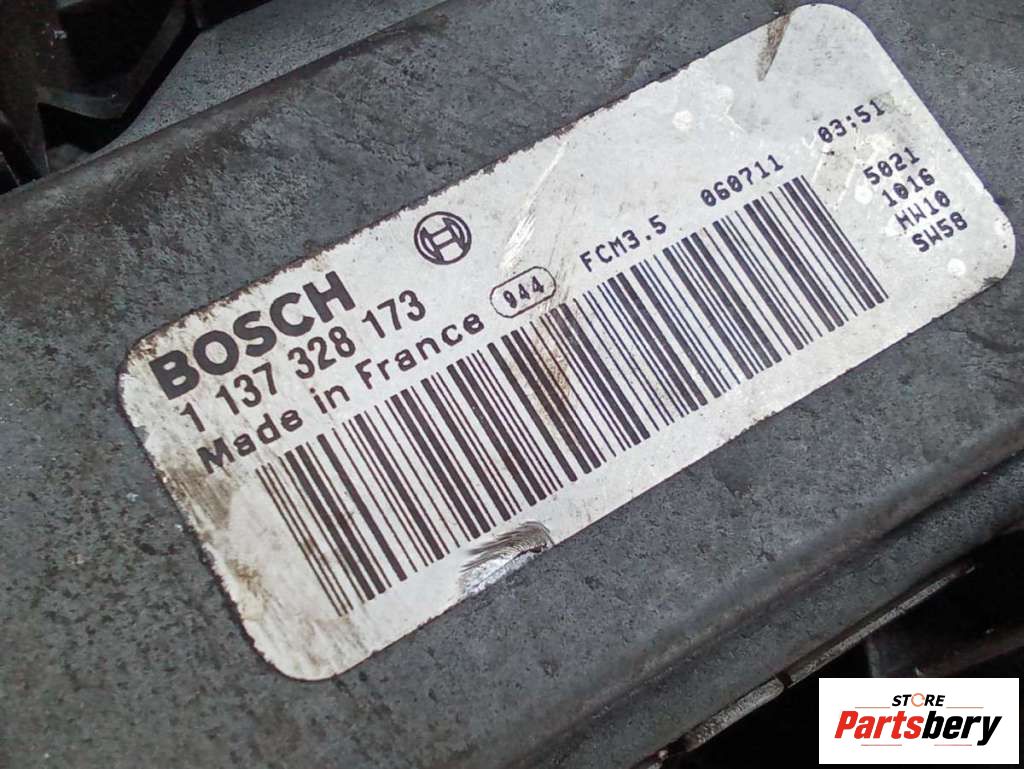 BOSCH
1 137 328 173
Made in France
944
FCM3.5 060711 03:51
5021
1016
HW10
SW58
STORE
Partsbery